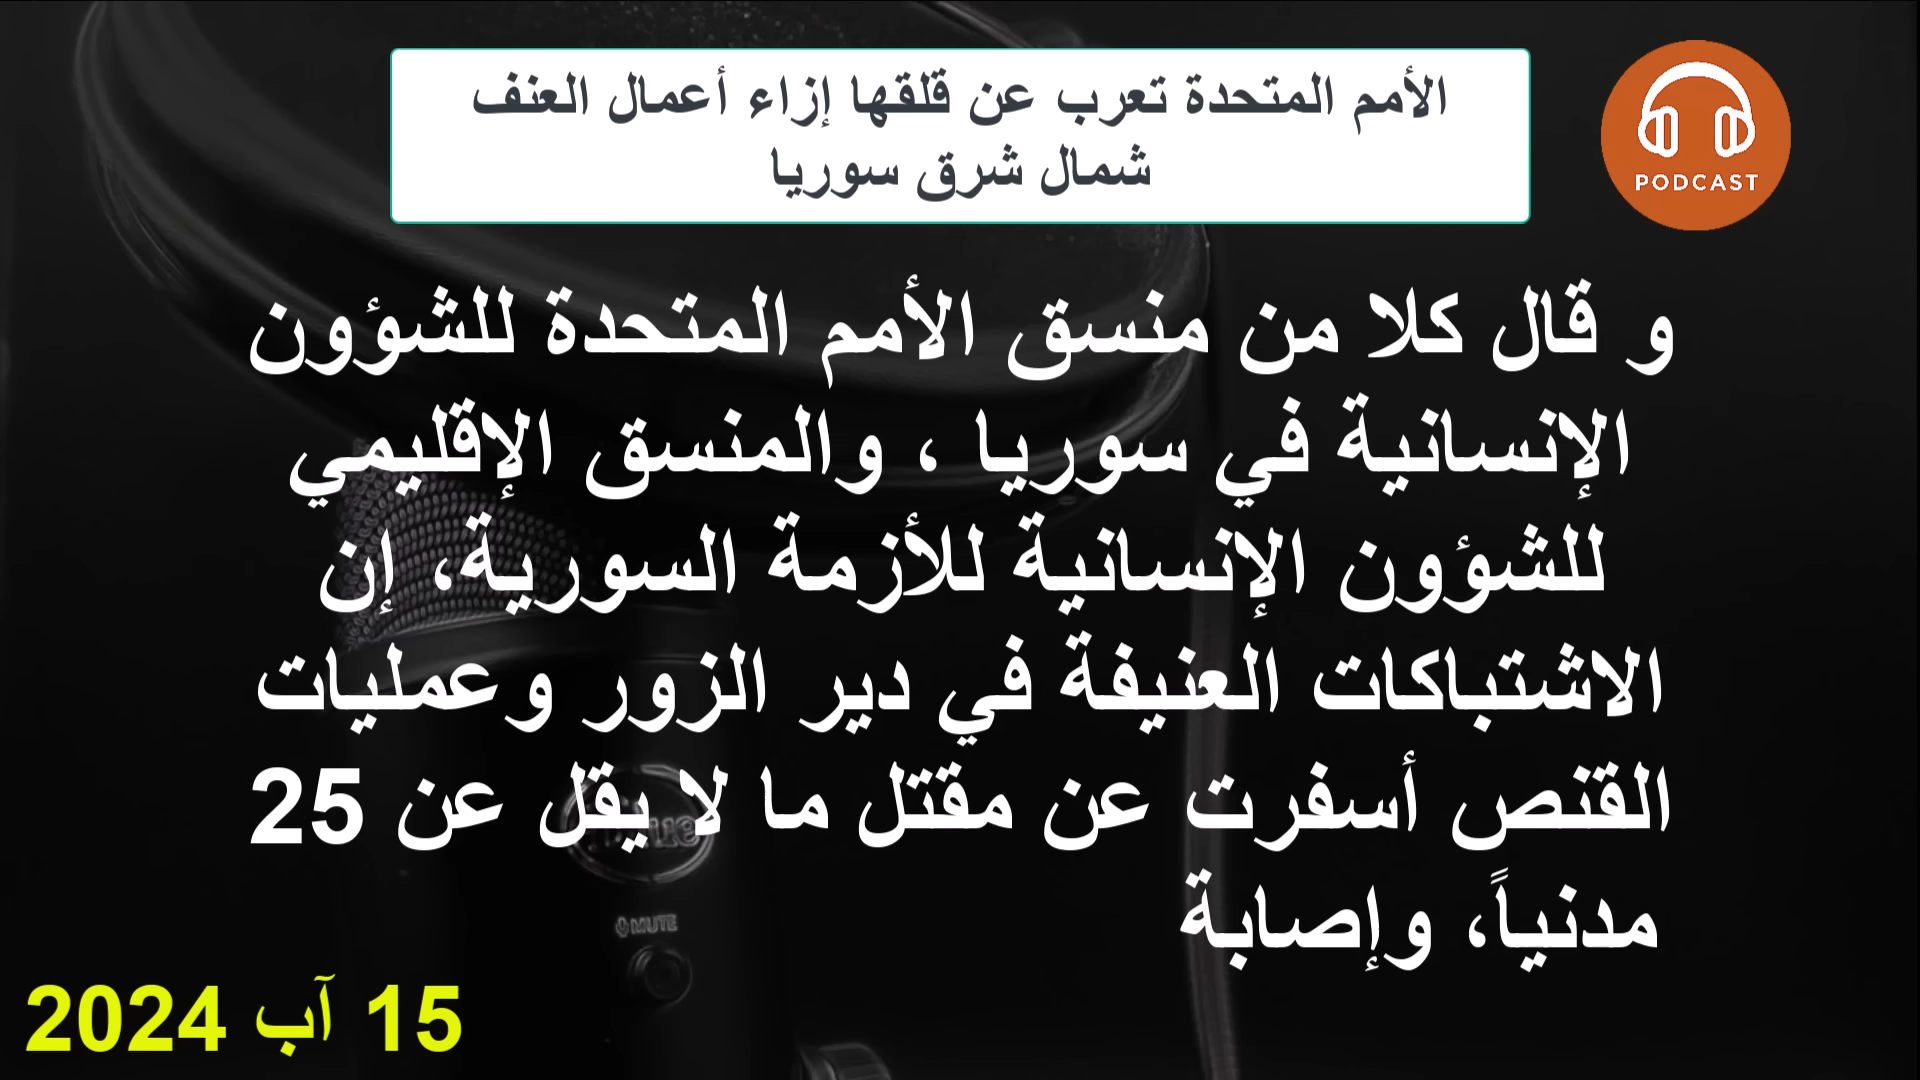 الأمم المتحدة تعرب عن قلقها إزاء أعمال العنف
شمال شرق سوريا
PODCAST
و قال كلا من منسق الأمم المتحدة للشؤون
الإنسانية في سوريا ، والمنسق الإقليمي
للشؤون الإنسانية للأزمة السورية، إن
الاشتباكات العنيفة في دير الزور وعمليات
القنص أسفرت عن مقتل ما لا يقل عن 25
مدنياً، وإصابة
MUTE
15 آب 2024